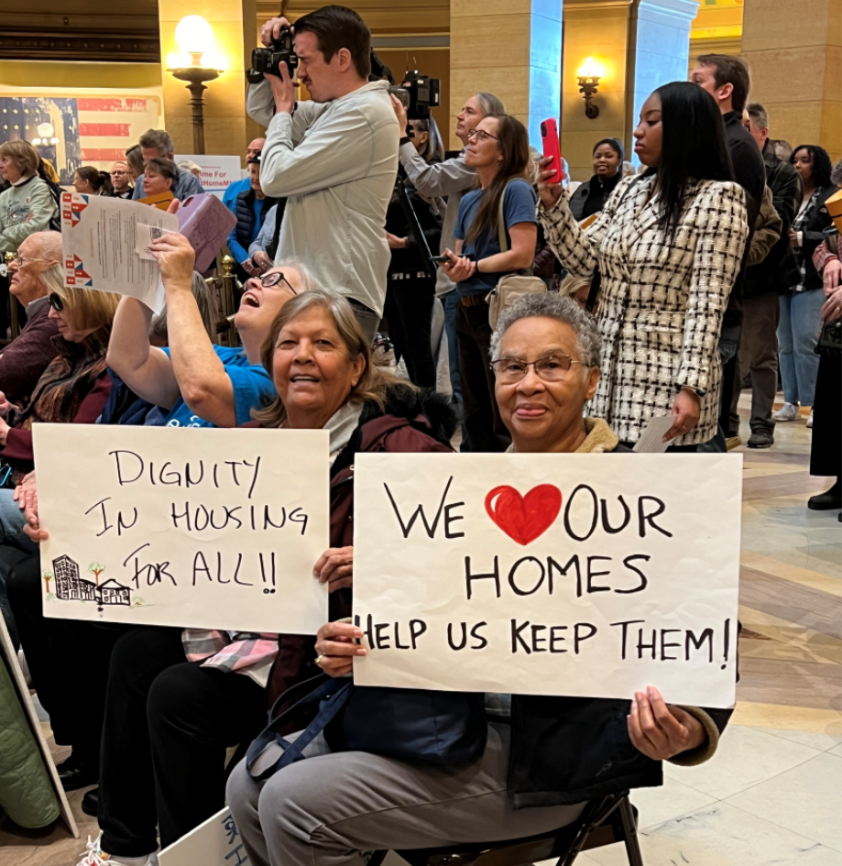 DIGNITY
IN HOUSING
FOR ALL!!
WE ❤ OUR
HOMES
HELP US KEEP THEM!